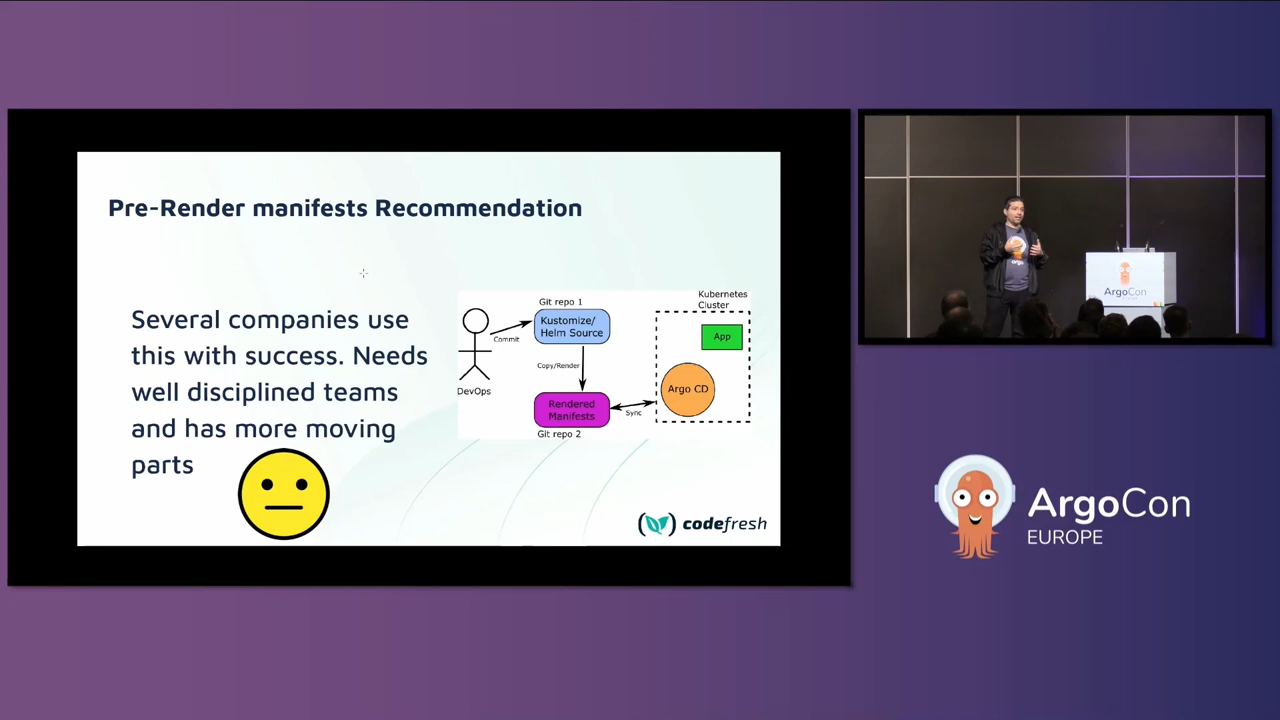 Pre-Render manifests Recommendation
Several companies use
this with success. Needs
well disciplined teams
and has more moving
parts
Git repo 1
Kustomize/
Helm Source
Commit
DevOps
Copy/Render
Rendered
Manifests
Git repo 2
Sync
Kubernetes
Cluster
App
Argo CD
codefresh
argo
ArgoCon
EUROPE
ArgoCon
EUROPE